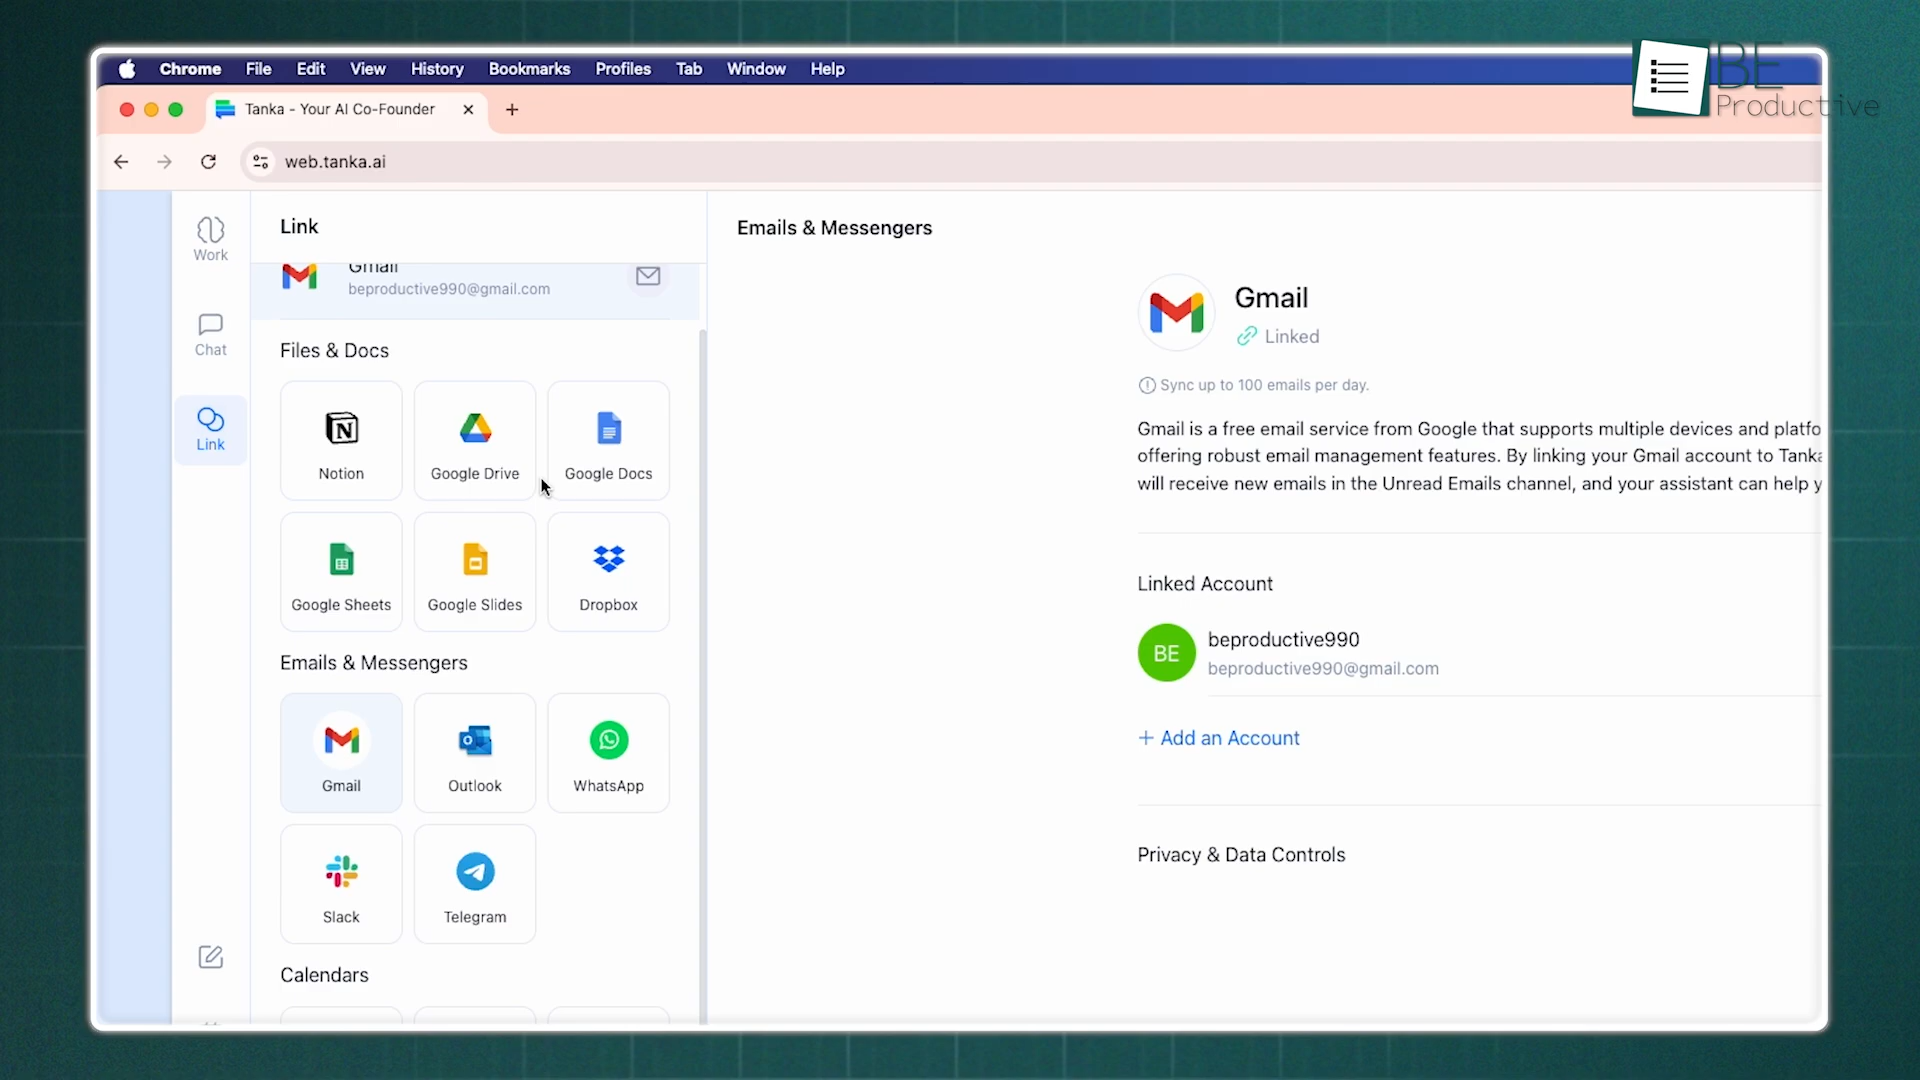 Chrome File Edit View History Bookmarks Profiles Tab Window Help
BE
Productive
Tanka - Your AI Co-Founder
web.tanka.ai
Work
Chat
Link
Link
Gmail
beproductive990@gmail.com
Files & Docs
Notion
Google Drive
Google Docs
Google Sheets
Google Slides
Dropbox
Emails & Messengers
Gmail
Outlook
WhatsApp
Slack
Telegram
Calendars
Emails & Messengers
Gmail
Linked
Sync up to 100 emails per day.
Gmail is a free email service from Google that supports multiple devices and platfo
offering robust email management features. By linking your Gmail account to Tanka
will receive new emails in the Unread Emails channel, and your assistant can help y
Linked Account
BE
beproductive990
beproductive990@gmail.com
+ Add an Account
Privacy & Data Controls